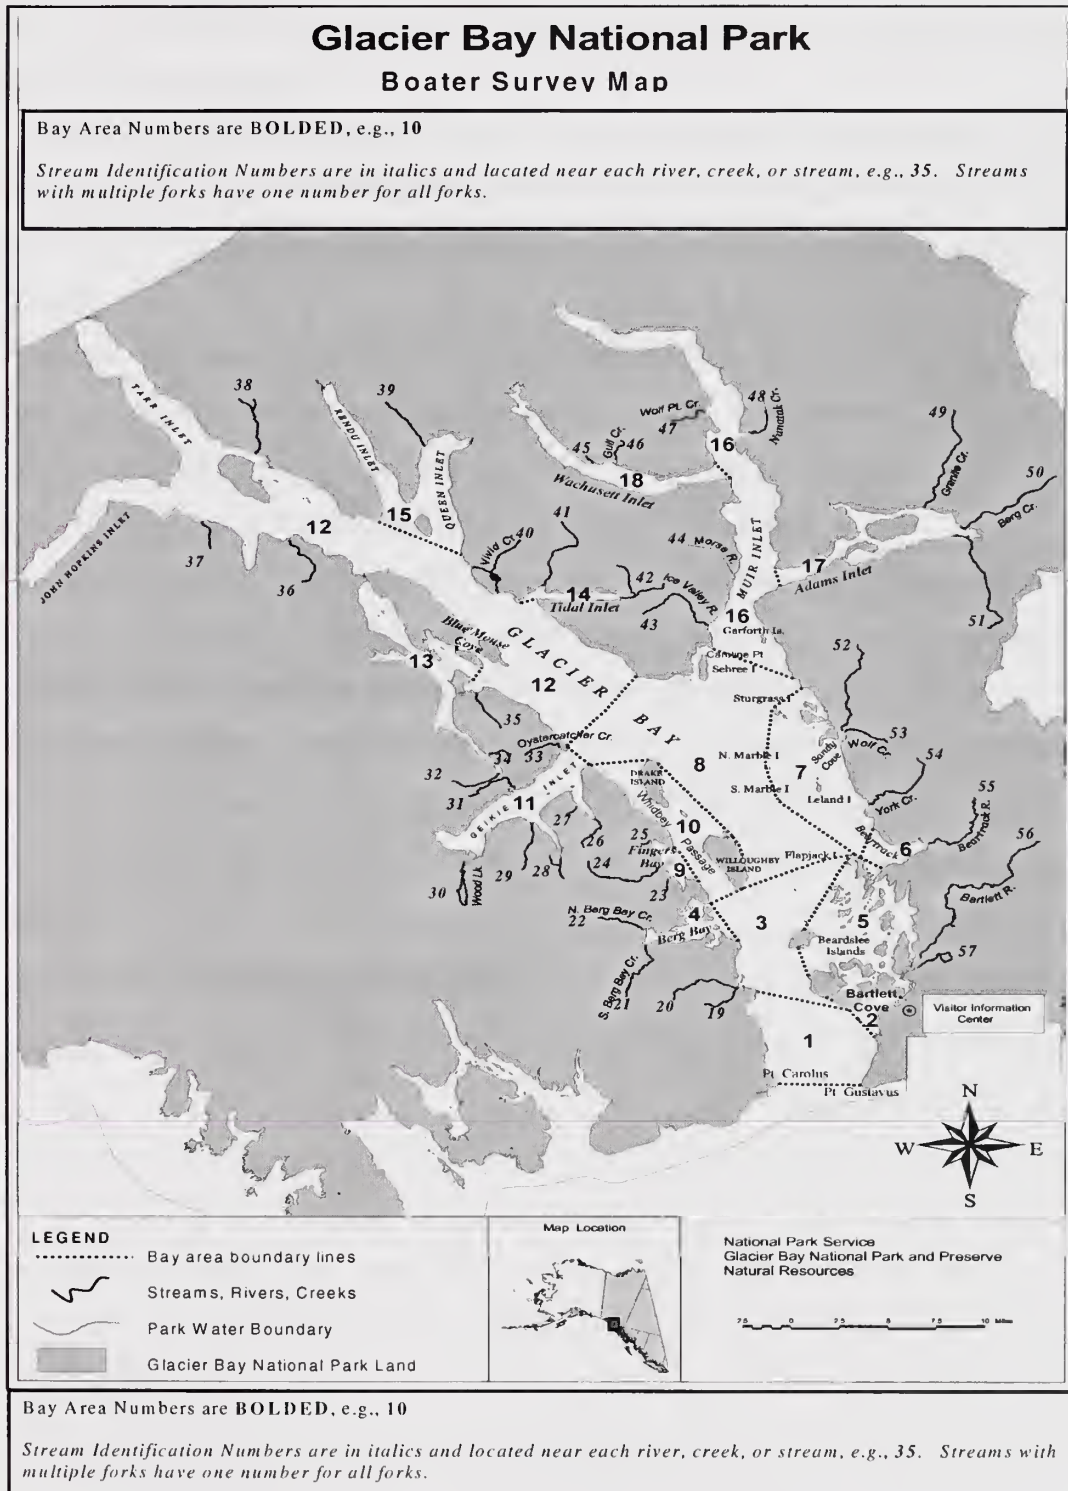 Glacier Bay National Park
Boater Survey Map
Bay Area Numbers are BOLDED, e.g., 10
Stream Identification Numbers are in italics and lacated near each river, creek, or stream, e.g., 35. Streams
with multiple forks have one number for all forks.
TARR INLET
38
RENDU INLET
39
QUEEN INLET
JOHN HOPKINS INLET
12
15
37
36
Wolf Pt. Cr.
47
48
Nunatak Cr.
16
45
Gull Cr.
46
18
Wachusett Inlet
49
Granite Cr.
50
Berg Cr.
41
Vivid Cr.
40
44
Morse R.
MUIR INLET
17
Adams Inlet
51
14
Tidal Inlet
42
Ice Valley R.
43
16
Garforth Is.
Caroline Pt
Sebree I
52
Blue Mouse
Cove
13
GLACIER
12
BAY
35
Sturgrass I
Oystercatcher Cr.
33
34
32
31
N. Marble I
8
7
Sandy
Cove
Wolf Cr.
53
54
S. Marble I
Leland I
York Cr.
55
DRAKE
ISLAND
11
GEIKIE INLET
Whidbey
Passage
10
27
26
25
Fingers
Bay
WILLOUGHBY
ISLAND
Flapjack I
Beartrack
6
Beartrack R.
56
24
9
23
28
29
30
Wood Lk
N. Berg Bay Cr.
22
4
Berg Bay
3
5
Beardslee
Islands
Bartlett R.
57
S. Berg Bay Cr.
21
20
19
Bartlett
Cove
2
Visitor Information
Center
1
Pt Carolus
Pt Gustavus
N
W
E
S
LEGEND
Bay area boundary lines
Streams, Rivers, Creeks
Park Water Boundary
Glacier Bay National Park Land
Map Location
National Park Service
Glacier Bay National Park and Preserve
Natural Resources
2.5 0 2.5 5 7.5 10 Miles
Bay Area Numbers are BOLDED, e.g., 10
Stream Identification Numbers are in italics and located near each river, creek, or stream, e.g., 35. Streams with
multiple forks have one number for all forks.